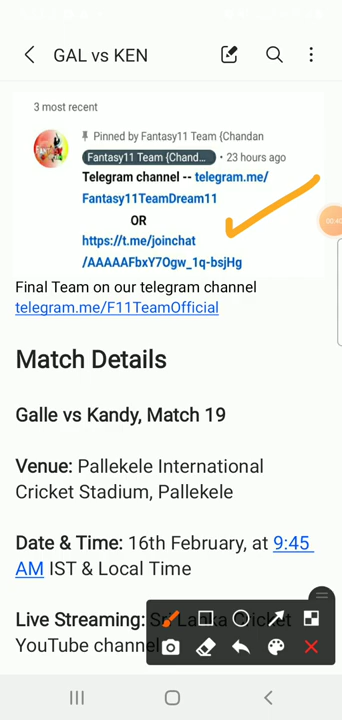 GAL vs KEN
3 most recent
Pinned by Fantasy11 Team {Chandan
Fantasy11 Team {Chand... • 23 hours ago
Telegram channel -- telegram.me/
Fantasy11TeamDream11
OR
https://t.me/joinchat
/AAAAAFbxY7Ogw_1q-bsjHg
Final Team on our telegram channel
telegram.me/F11TeamOfficial
Match Details
Galle vs Kandy, Match 19
Venue: Pallekele International
Cricket Stadium, Pallekele
Date & Time: 16th February, at 9:45
AM IST & Local Time
Live Streaming: Sri Lanka Cricket
YouTube channel